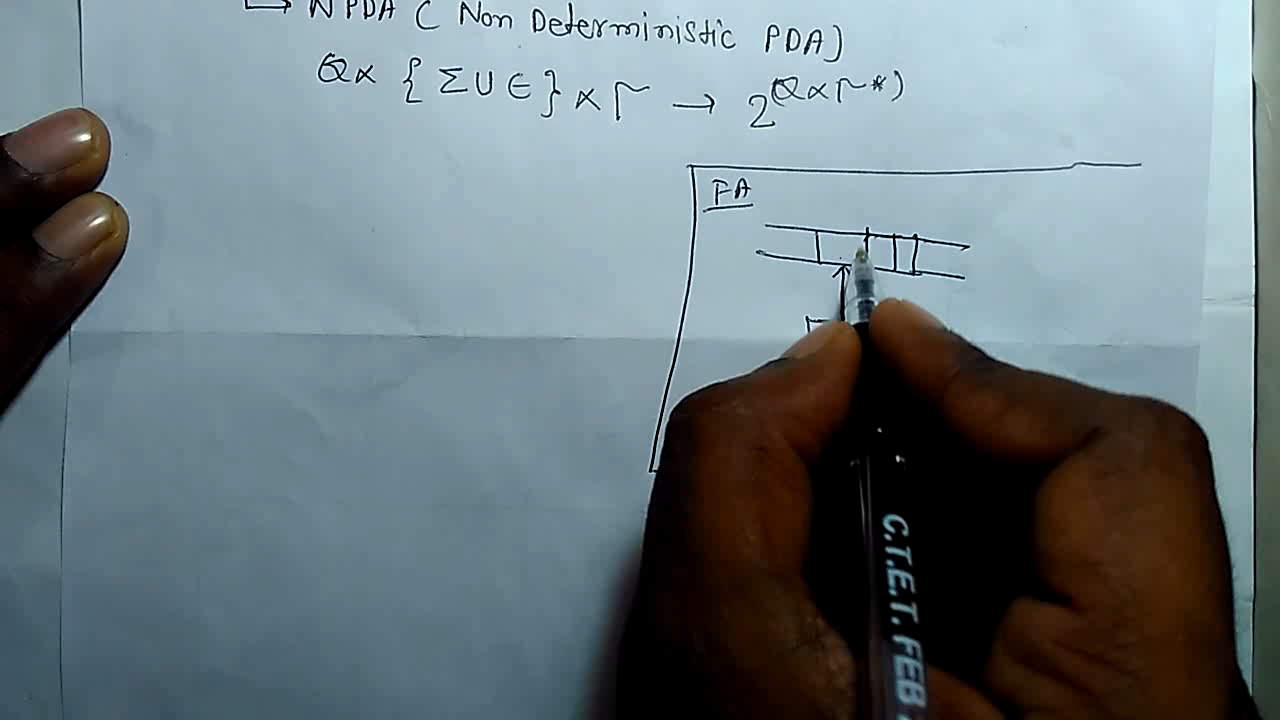 ↳ NPDA ( Non Deterministic PDA)
Q × { Σ ∪ ∈ } × Γ → 2^(Q × Γ*)
FA
C.T.E.T. FEB